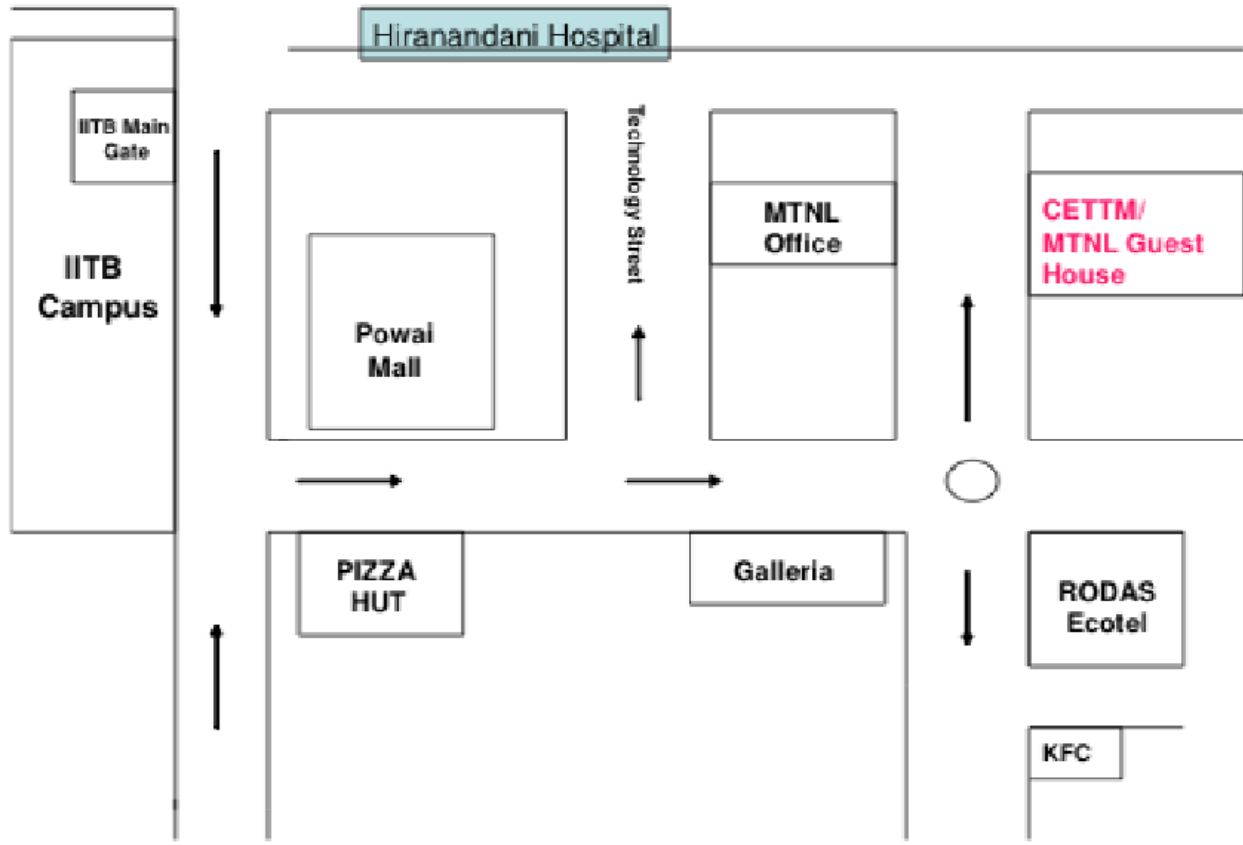 Hiranandani Hospital
IITB Main
Gate
Technology Street
MTNL
Office
CETTM/
MTNL Guest
House
IITB
Campus
Powai
Mall
PIZZA
HUT
Galleria
RODAS
Ecotel
KFC